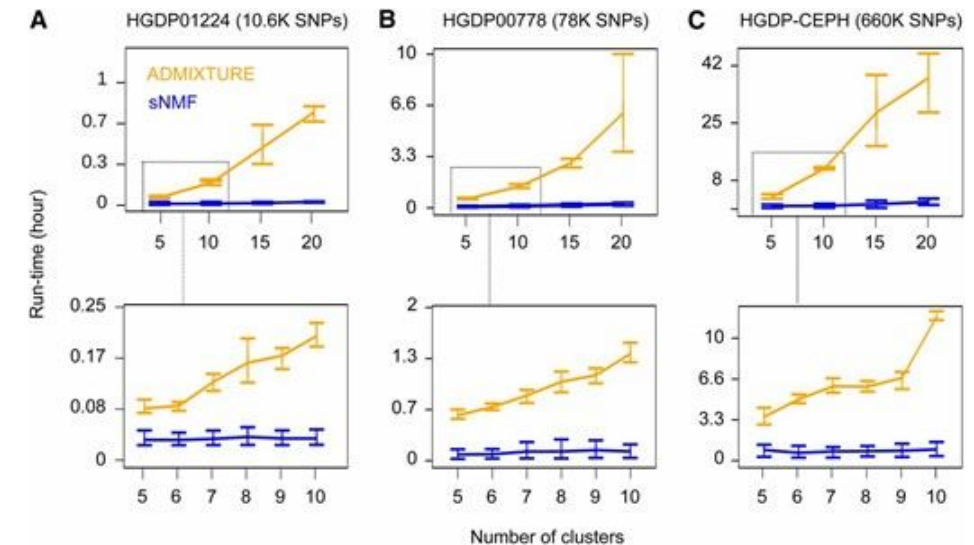 A HGDP01224 (10.6K SNPs)
B HGDP00778 (78K SNPs)
C HGDP-CEPH (660K SNPs)
Run-time (hour)
ADMIXTURE
sNMF
1
0.7
0.3
0
5 10 15 20
10
6.6
3.3
0
5 10 15 20
42
25
8
5 10 15 20
0.25
0.17
0.08
0
5 6 7 8 9 10
2
1.3
0.7
0
5 6 7 8 9 10
10
6.6
3.3
0
5 6 7 8 9 10
Number of clusters